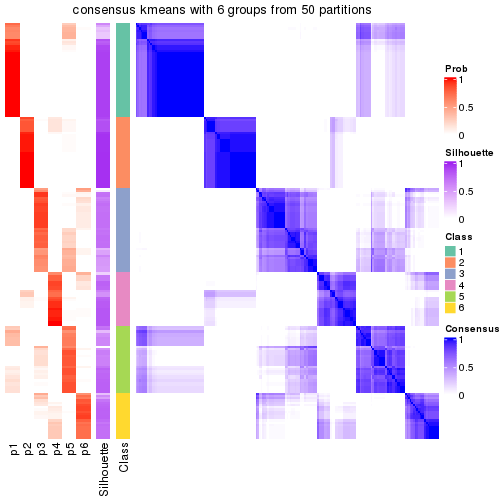 consensus kmeans with 6 groups from 50 partitions
Prob
1
0.5
0
Silhouette
1
0.5
0
Class
1
2
3
4
5
6
Consensus
1
0.5
0
p1
p2
p3
p4
p5
p6
Silhouette
Class